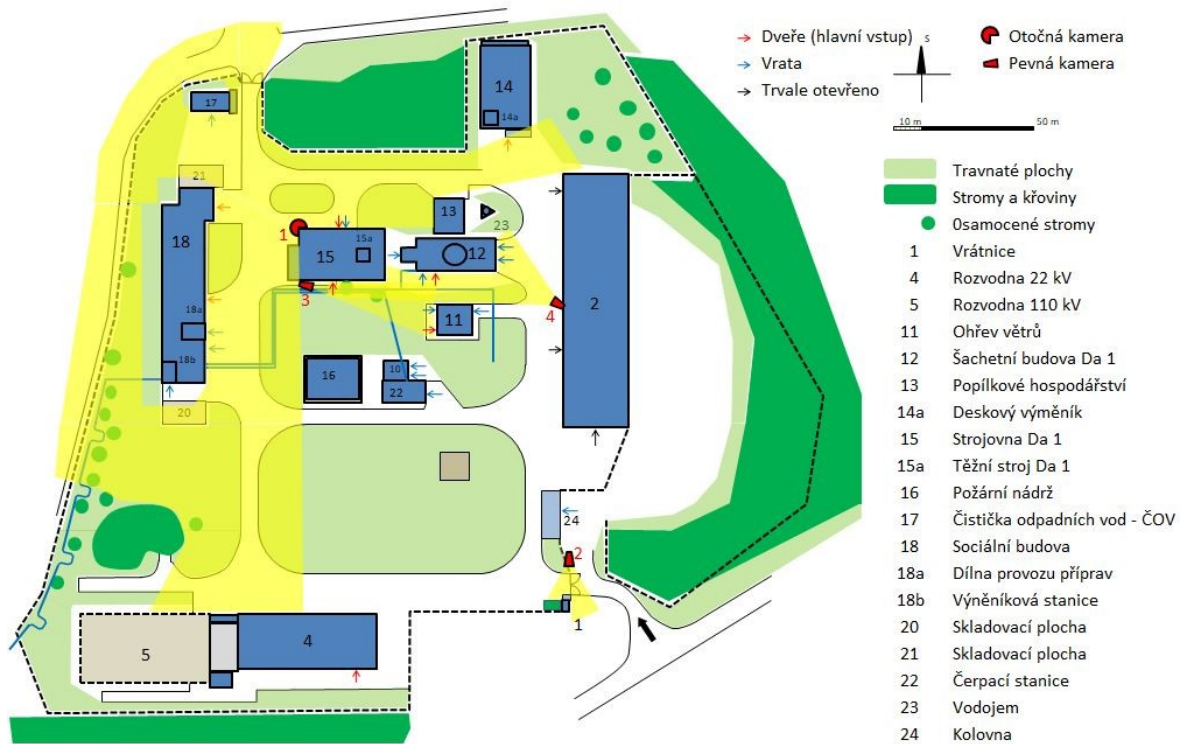 Dveře (hlavní vstup)
Vrata
Trvale otevřeno
S
Otočná kamera
Pevná kamera
10 m 50 m
Travnaté plochy
Stromy a křoviny
Osamocené stromy
1 Vrátnice
4 Rozvodna 22 kV
5 Rozvodna 110 kV
11 Ohřev větrů
12 Šachetní budova Da 1
13 Popílkové hospodářství
14a Deskový výměník
15 Strojovna Da 1
15a Těžní stroj Da 1
16 Požární nádrž
17 Čistička odpadních vod - ČOV
18 Sociální budova
18a Dílna provozu příprav
18b Výněníková stanice
20 Skladovací plocha
21 Skladovací plocha
22 Čerpací stanice
23 Vodojem
24 Kolovna
14
14a
17
21
13
23
1
18
15
15a
12
3
4
2
11
18a
18b
16
10
22
20
24
2
1
5
4